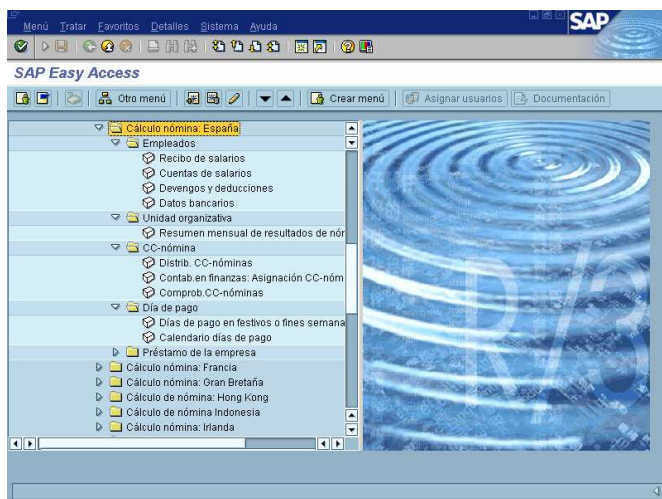 Menú Tratar Favoritos Detalles Sistema Ayuda
SAP
SAP Easy Access
Otro menú Crear menú Asignar usuarios Documentación
Cálculo nómina: España
Empleados
Recibo de salarios
Cuentas de salarios
Devengos y deducciones
Datos bancarios
Unidad organizativa
Resumen mensual de resultados de nór
CC-nómina
Distrib. CC-nóminas
Contab.en finanzas: Asignación CC-nóm
Comprob.CC-nóminas
Día de pago
Días de pago en festivos o fines semana
Calendario días de pago
Préstamo de la empresa
Cálculo nómina: Francia
Cálculo nómina: Gran Bretaña
Cálculo de nómina: Hong Kong
Cálculo de nómina Indonesia
Cálculo nómina: Irlanda
R/3